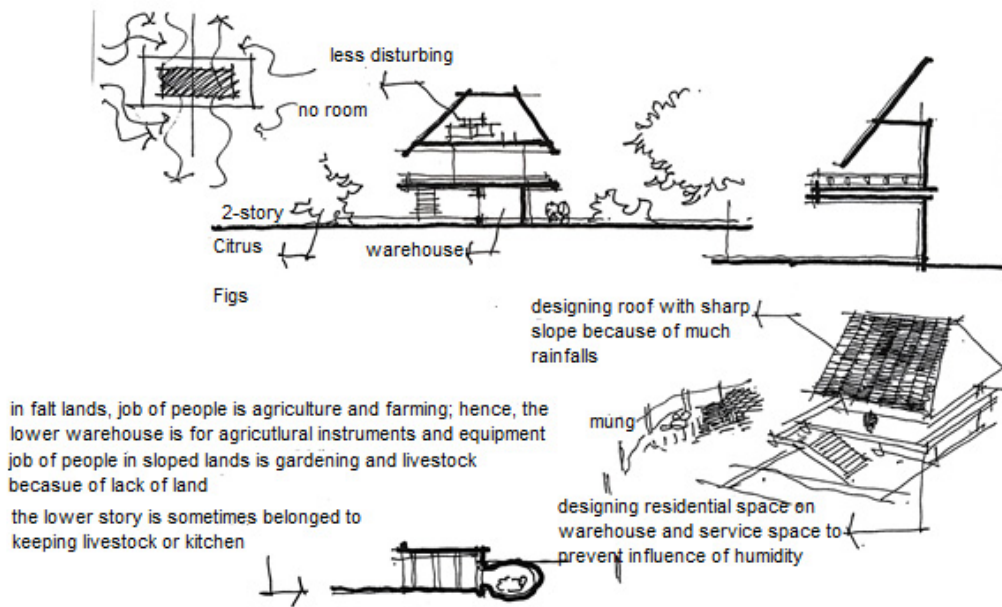 less disturbing
no room
2-story
Citrus
warehouse
Figs
designing roof with sharp
slope because of much
rainfalls
in falt lands, job of people is agriculture and farming; hence, the
lower warehouse is for agricutlural instruments and equipment
job of people in sloped lands is gardening and livestock
becasue of lack of land
mung
the lower story is sometimes belonged to
keeping livestock or kitchen
designing residential space on
warehouse and service space to
prevent influence of humidity